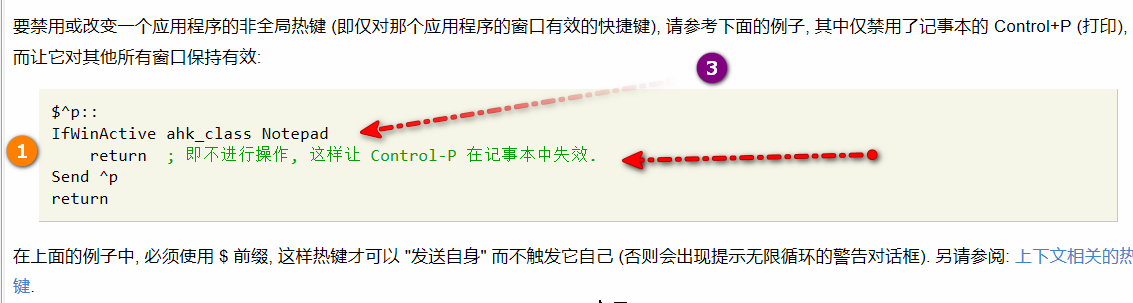 要禁用或改变一个应用程序的非全局热键 (即仅对那个应用程序的窗口有效的快捷键), 请参考下面的例子, 其中仅禁用了记事本的 Control+P (打印),
而让它对其他所有窗口保持有效:
3
$^p::
IfWinActive ahk_class Notepad
1
return ; 即不进行操作, 这样让 Control-P 在记事本中失效.
Send ^p
return
在上面的例子中, 必须使用 $ 前缀, 这样热键才可以 "发送自身" 而不触发它自己 (否则会出现提示无限循环的警告对话框). 另请参阅: 上下文相关的热
键.